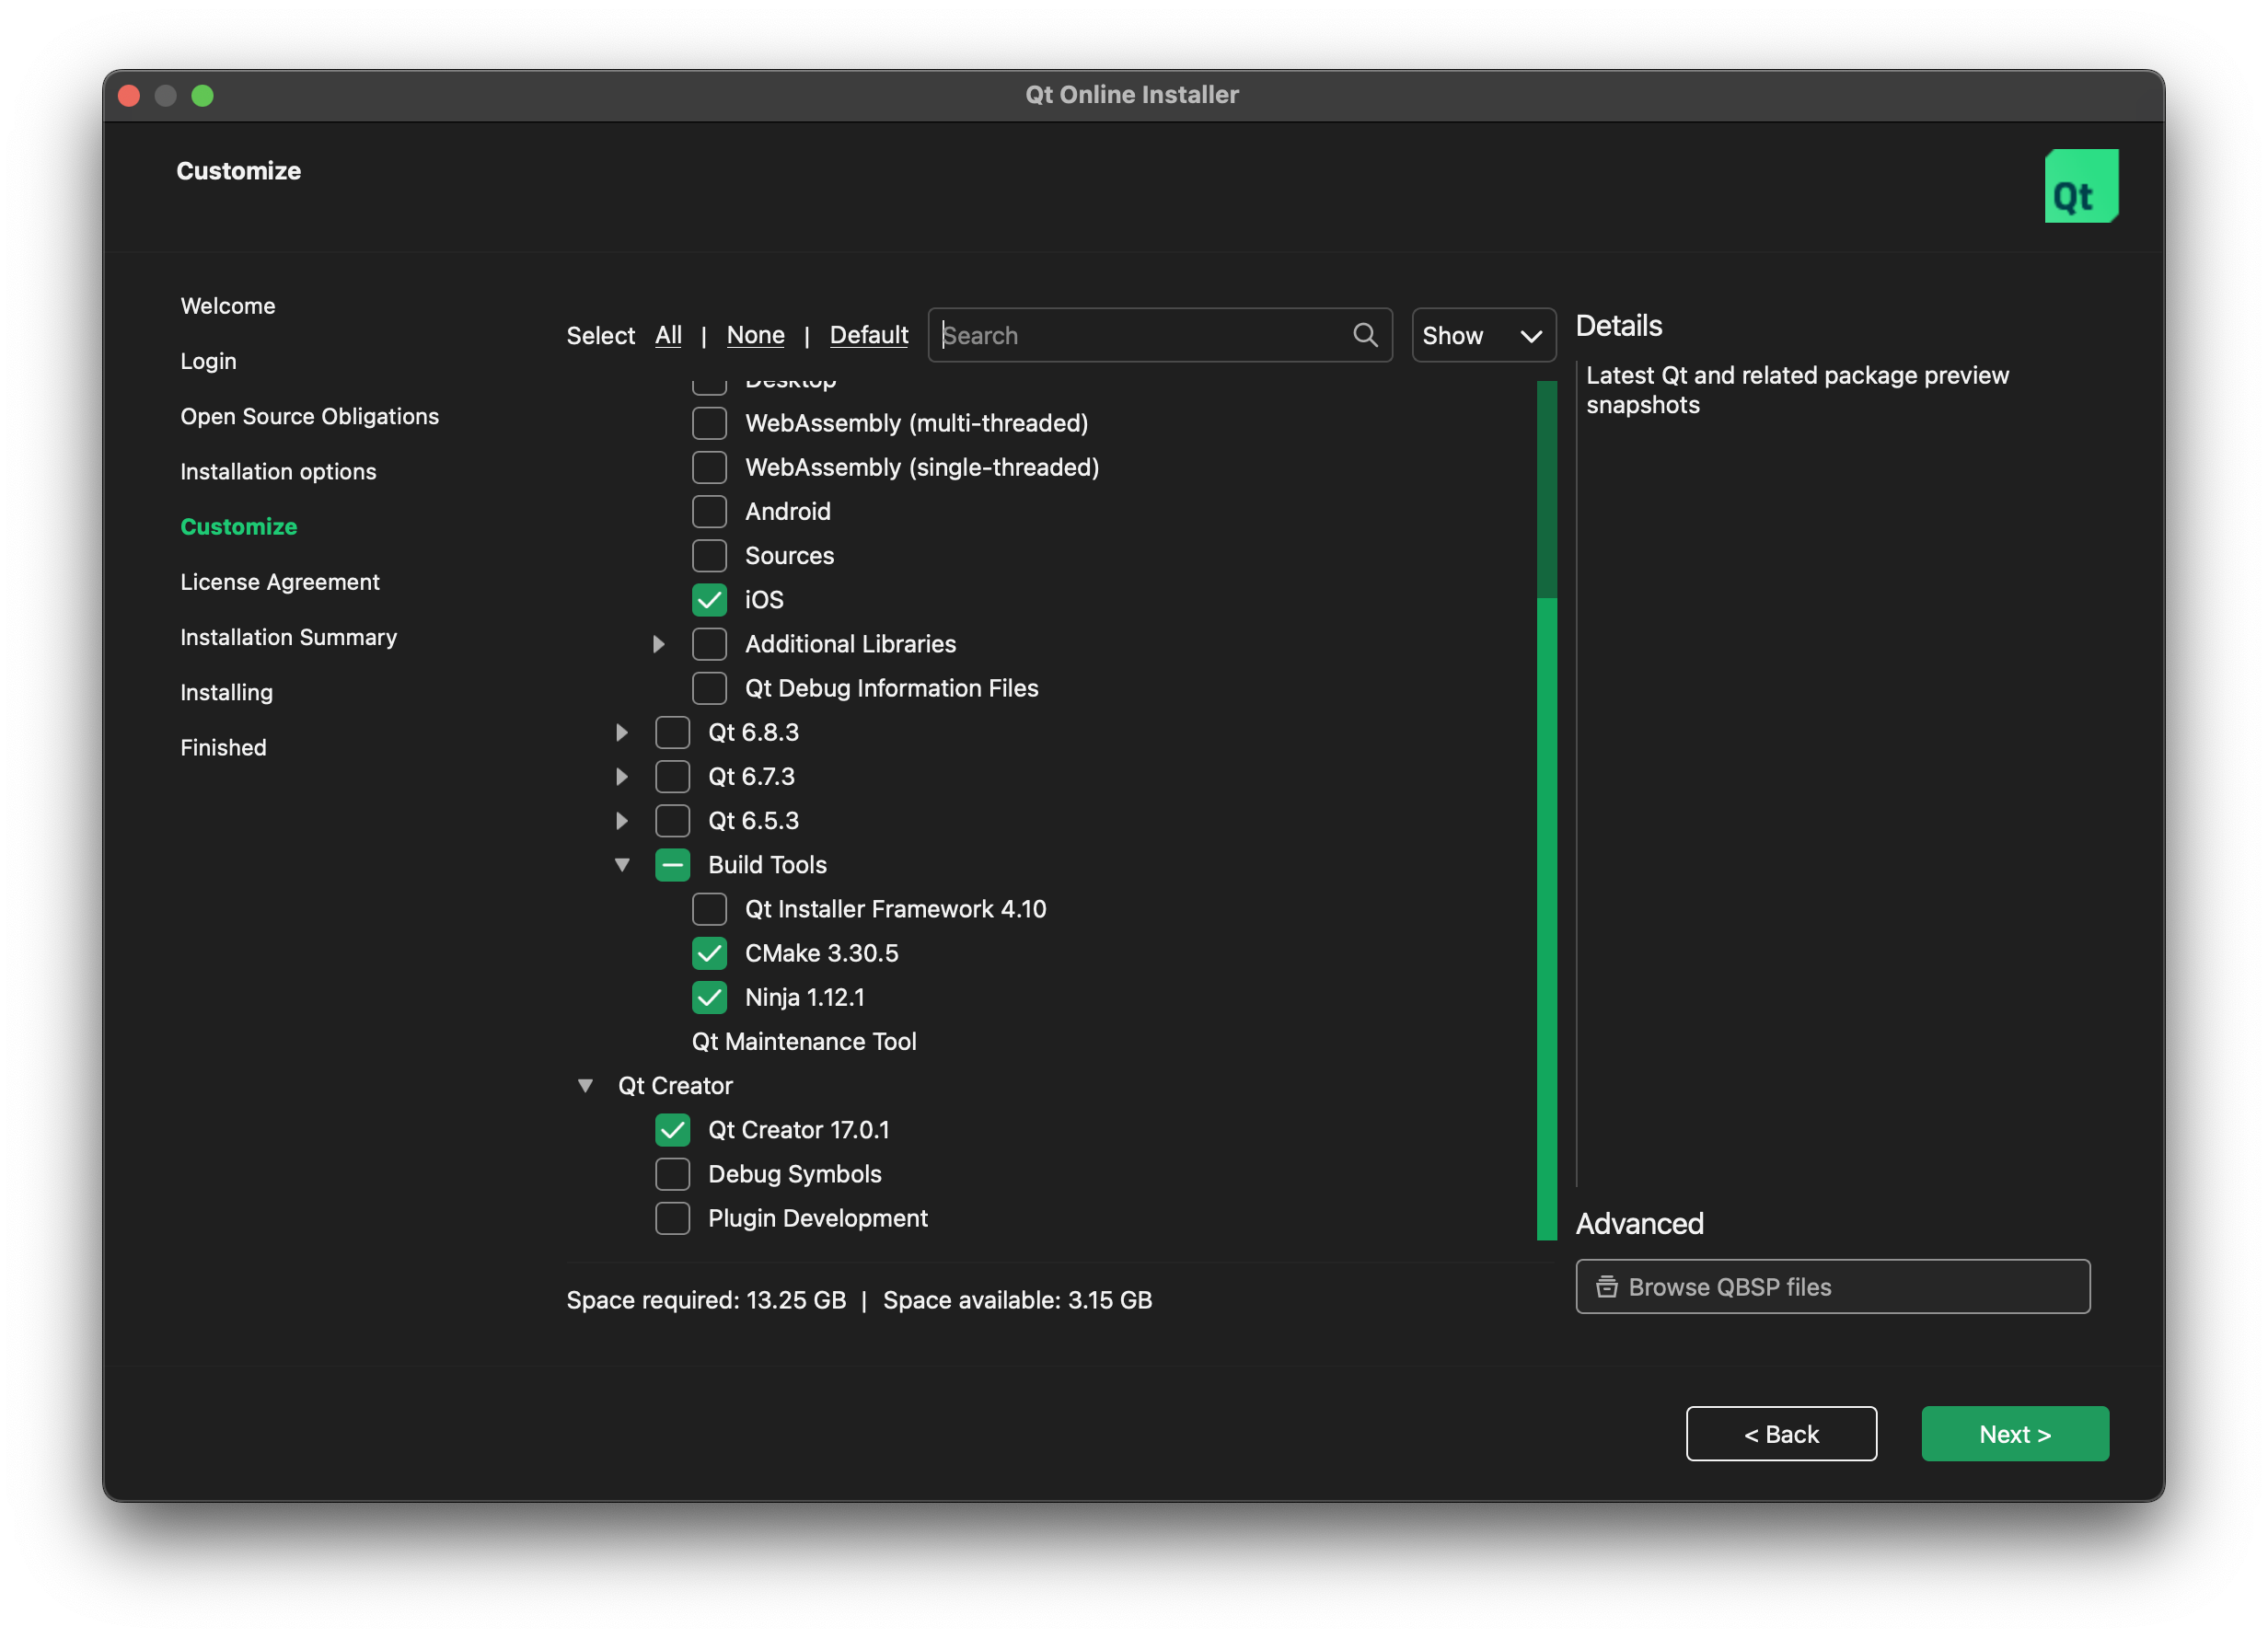 Qt Online Installer
Customize
Qt
Welcome
Login
Open Source Obligations
Installation options
Customize
License Agreement
Installation Summary
Installing
Finished
Select All | None | Default Search Show
Desktop
WebAssembly (multi-threaded)
WebAssembly (single-threaded)
Android
Sources
iOS
Additional Libraries
Qt Debug Information Files
Qt 6.8.3
Qt 6.7.3
Qt 6.5.3
Build Tools
Qt Installer Framework 4.10
CMake 3.30.5
Ninja 1.12.1
Qt Maintenance Tool
Qt Creator
Qt Creator 17.0.1
Debug Symbols
Plugin Development
Space required: 13.25 GB | Space available: 3.15 GB
Details
Latest Qt and related package preview
snapshots
Advanced
Browse QBSP files
< Back
Next >